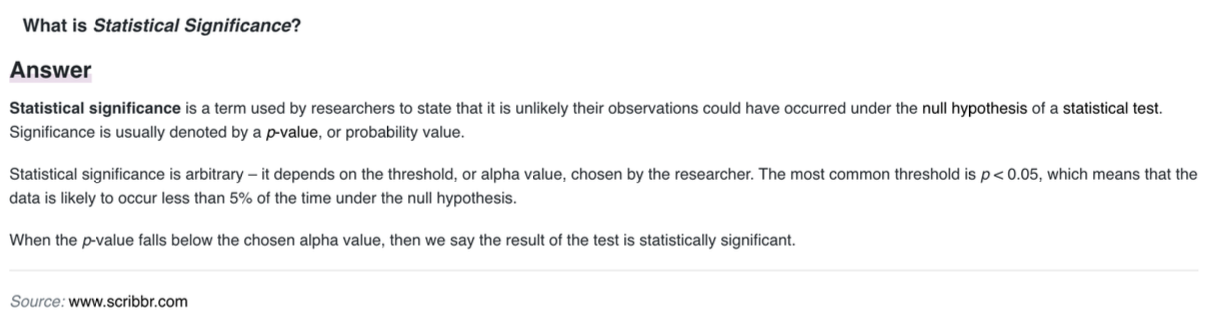 What is Statistical Significance?
Answer
Statistical significance is a term used by researchers to state that it is unlikely their observations could have occurred under the null hypothesis of a statistical test.
Significance is usually denoted by a p-value, or probability value.
Statistical significance is arbitrary – it depends on the threshold, or alpha value, chosen by the researcher. The most common threshold is p < 0.05, which means that the
data is likely to occur less than 5% of the time under the null hypothesis.
When the p-value falls below the chosen alpha value, then we say the result of the test is statistically significant.
Source: www.scribbr.com